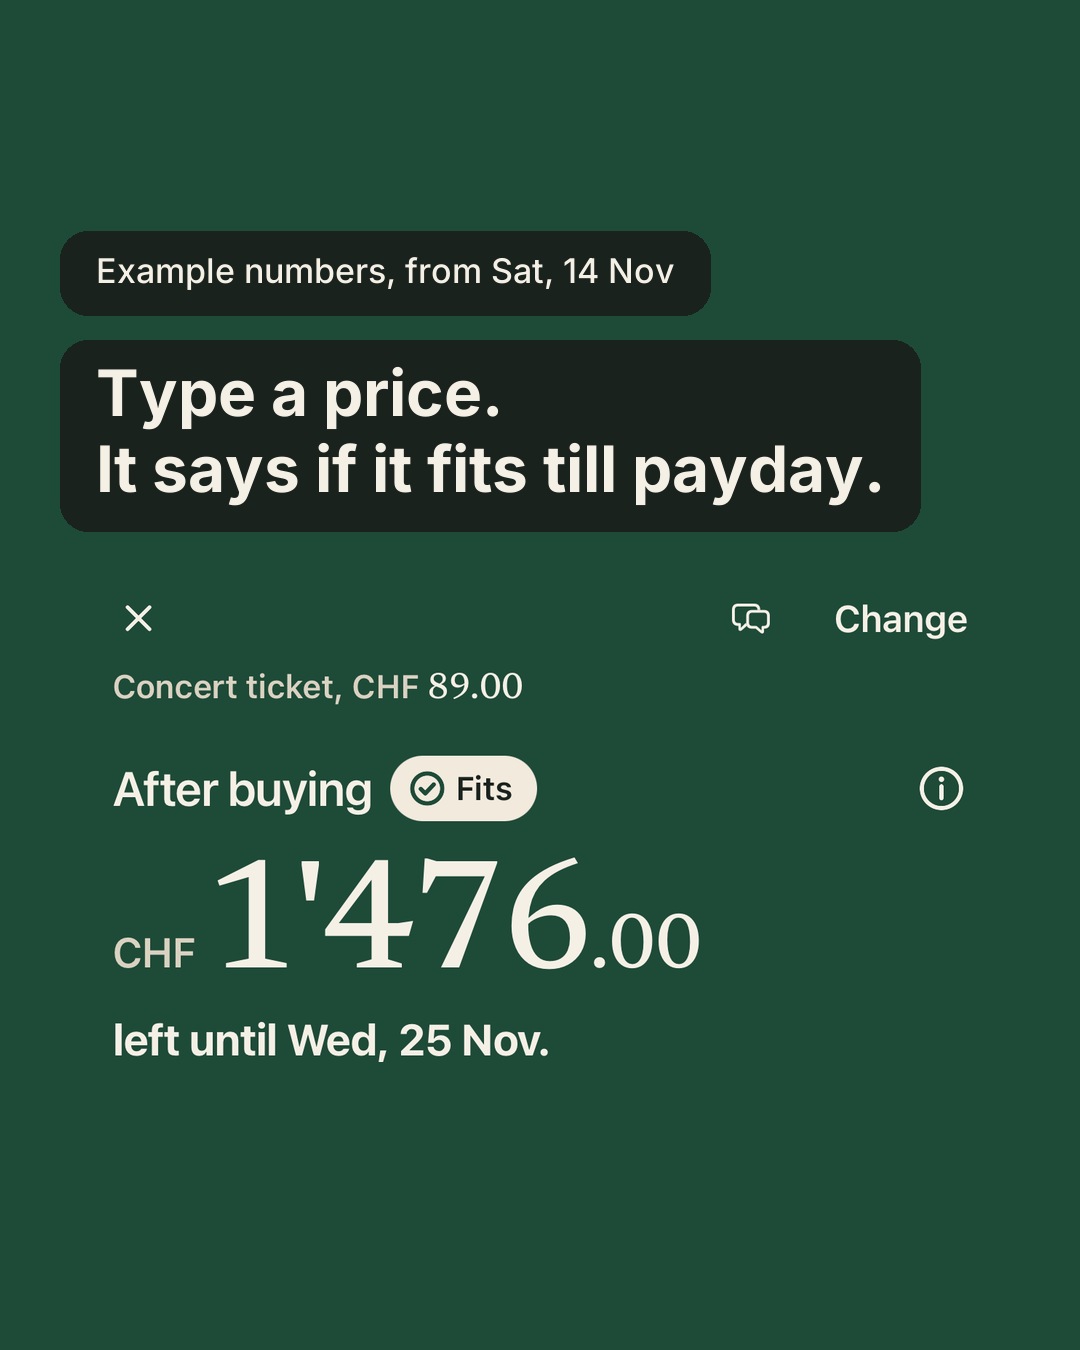 Example numbers, from Sat, 14 Nov
Type a price.
It says if it fits till payday.
Change
Concert ticket, CHF 89.00
After buying Fits
CHF 1'476.00
left until Wed, 25 Nov.